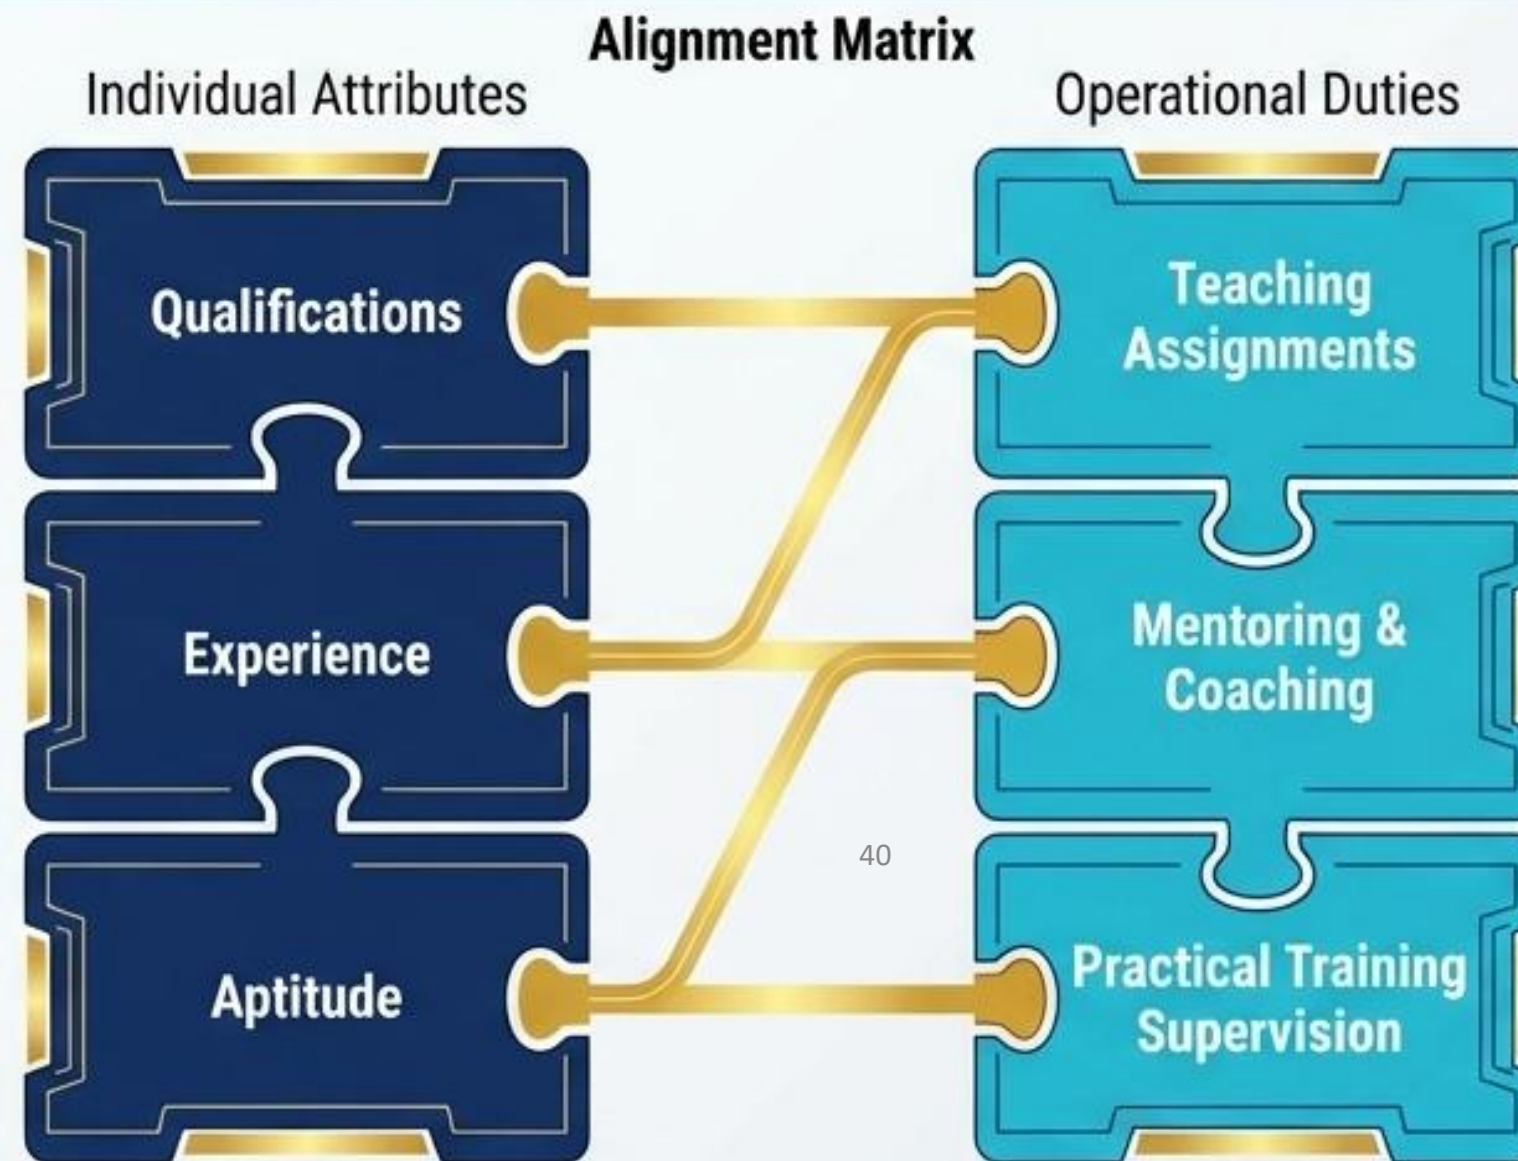 Alignment Matrix
Individual Attributes
Operational Duties
Qualifications
Teaching
Assignments
Experience
Mentoring &
Coaching
40
Aptitude
Practical Training
Supervision